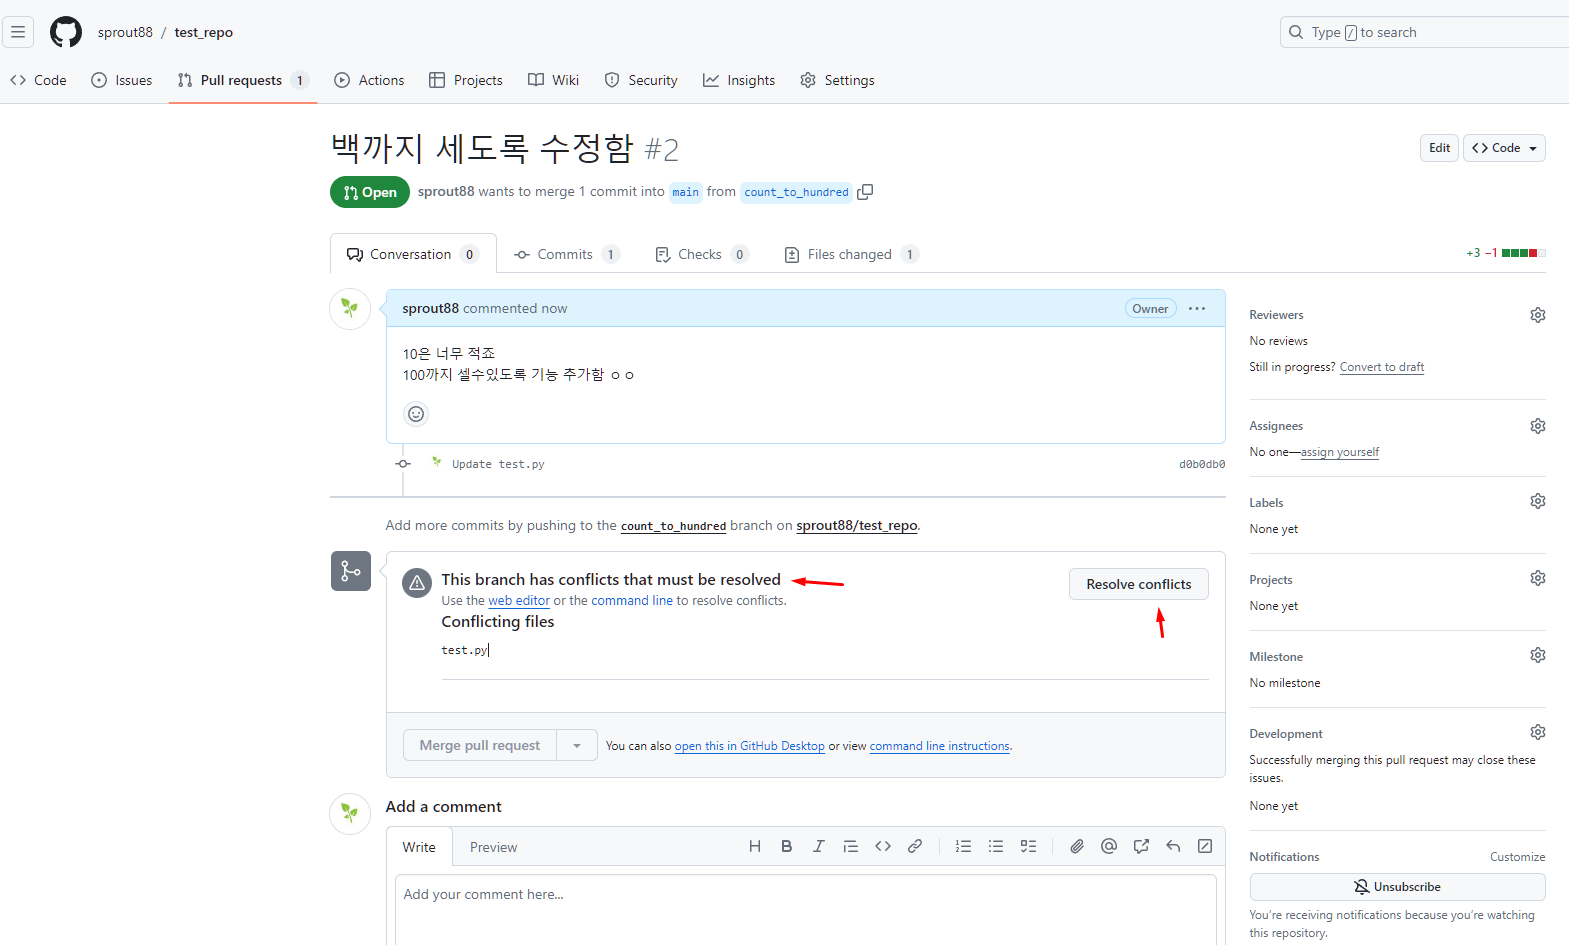 sprout88 / test_repo
Type / to search
Code
Issues
Pull requests 1
Actions
Projects
Wiki
Security
Insights
Settings
백까지 세도록 수정함 #2
Edit
Code
Open
sprout88 wants to merge 1 commit into main from count_to_hundred
Conversation 0
Commits 1
Checks 0
Files changed 1
+3 −1
sprout88 commented now
Owner
10은 너무 적죠
100까지 셀수있도록 기능 추가함 ㅇㅇ
Update test.py
d0b0db0
Add more commits by pushing to the count_to_hundred branch on sprout88/test_repo.
This branch has conflicts that must be resolved
Use the web editor or the command line to resolve conflicts.
Resolve conflicts
Conflicting files
test.py
Merge pull request
You can also open this in GitHub Desktop or view command line instructions.
Add a comment
Write
Preview
Add your comment here...
Reviewers
No reviews
Still in progress? Convert to draft
Assignees
No one—assign yourself
Labels
None yet
Projects
None yet
Milestone
No milestone
Development
Successfully merging this pull request may close these
issues.
None yet
Notifications
Customize
Unsubscribe
You're receiving notifications because you're watching
this repository.